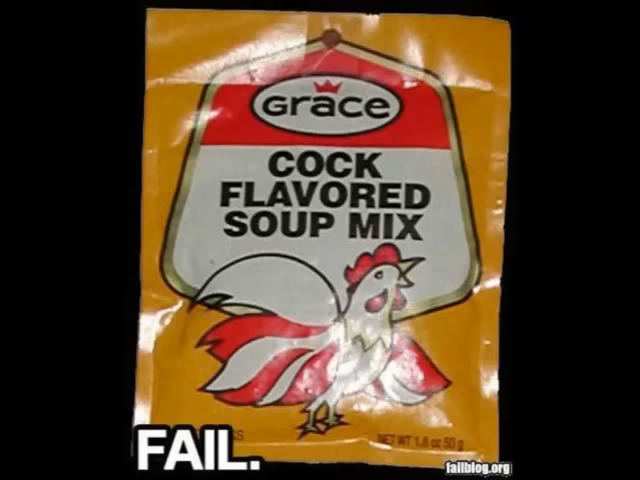 Grace
COCK
FLAVORED
SOUP MIX
NET WT 1.8 oz 50 g
FAIL.
failblog.org